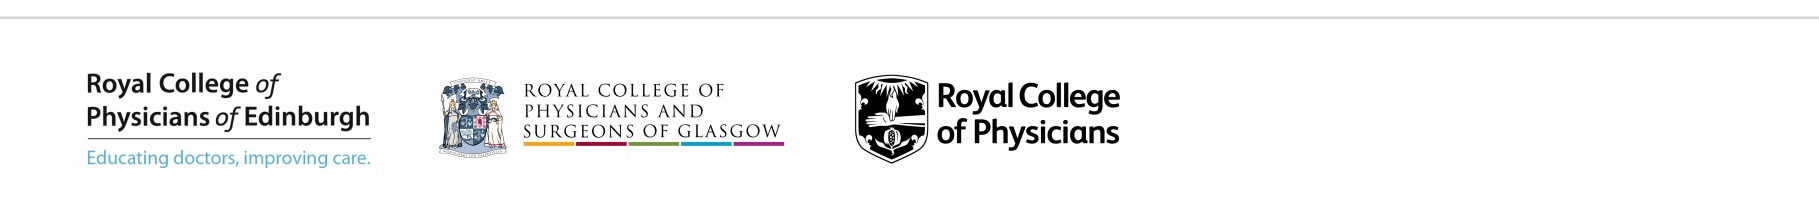 Royal College of
Physicians of Edinburgh
Educating doctors, improving care.
ROYAL COLLEGE OF
PHYSICIANS AND
SURGEONS OF GLASGOW
Royal College
of Physicians